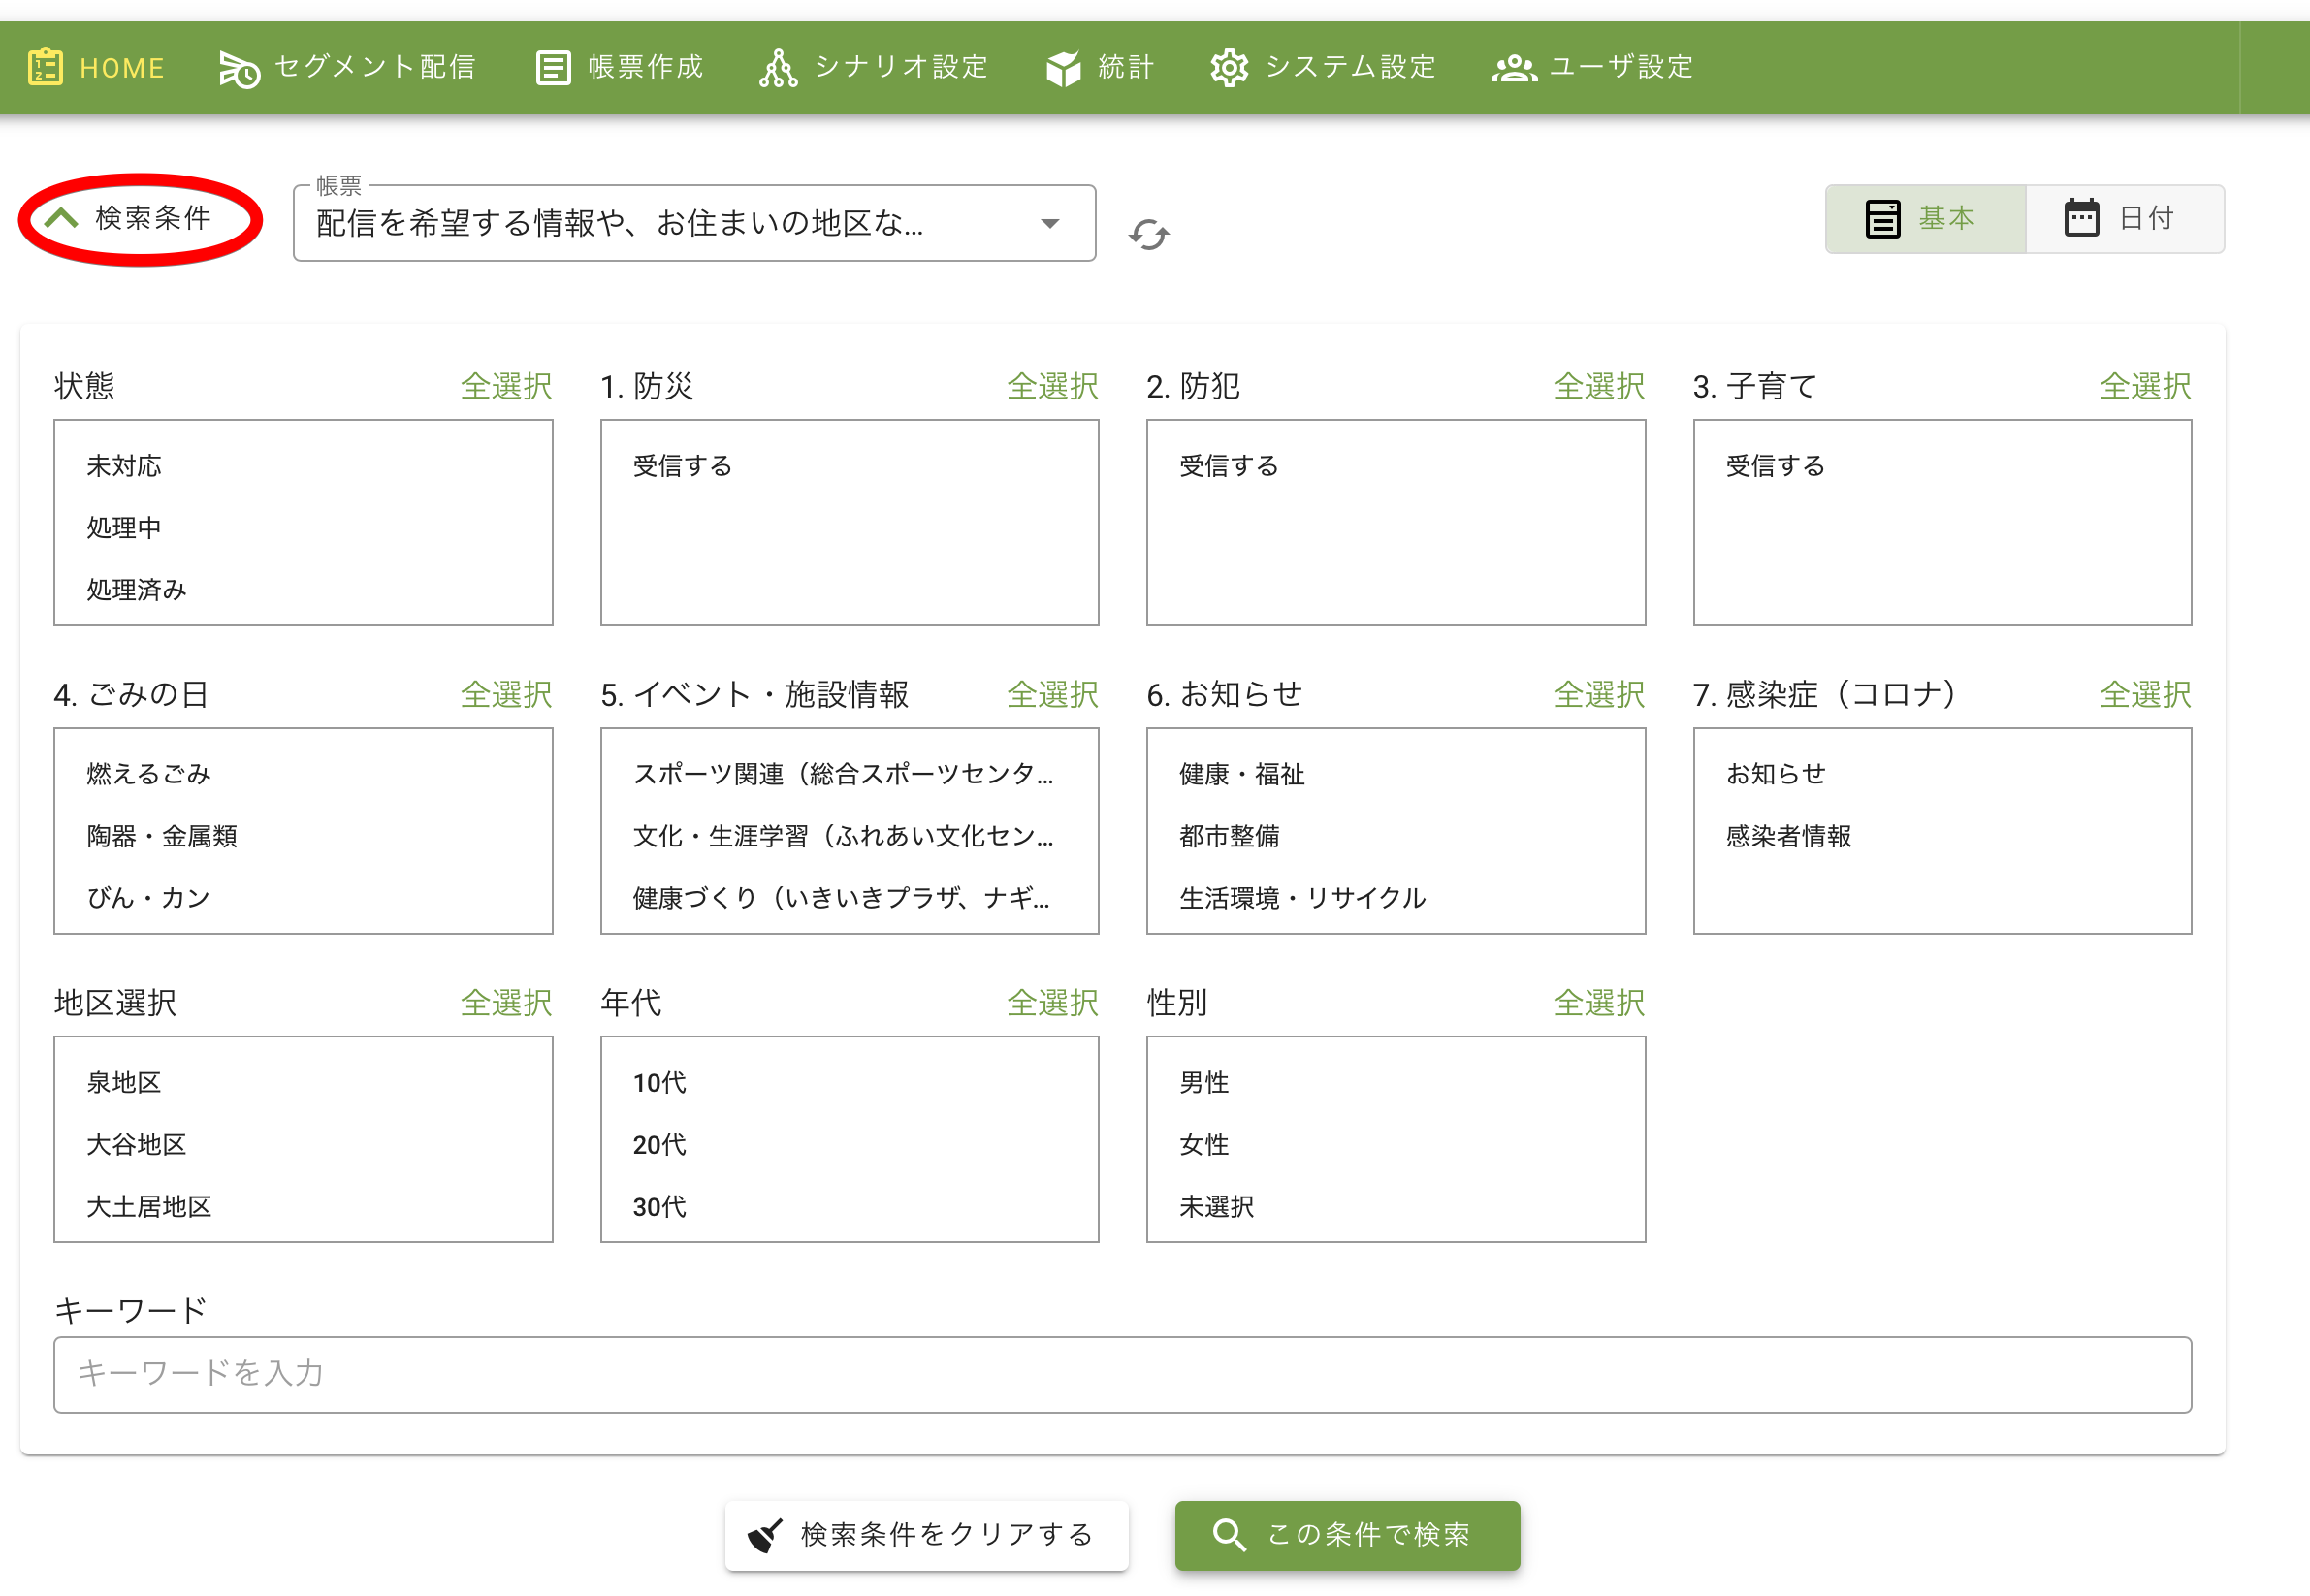 HOME セグメント配信 帳票作成 シナリオ設定 統計 システム設定 ユーザ設定
帳票
検索条件 配信を希望する情報や、お住まいの地区な... 基本 日付
状態 全選択 1. 防災 全選択 2. 防犯 全選択 3. 子育て 全選択
未対応 受信する 受信する 受信する
処理中
処理済み
4. ごみの日 全選択 5. イベント・施設情報 全選択 6. お知らせ 全選択 7. 感染症（コロナ） 全選択
燃えるごみ スポーツ関連（総合スポーツセンタ... 健康・福祉 お知らせ
陶器・金属類 文化・生涯学習（ふれあい文化セン... 都市整備 感染者情報
びん・カン 健康づくり（いきいきプラザ、ナギ... 生活環境・リサイクル
地区選択 全選択 年代 全選択 性別 全選択
泉地区 10代 男性
大谷地区 20代 女性
大土居地区 30代 未選択
キーワード
キーワードを入力
検索条件をクリアする この条件で検索